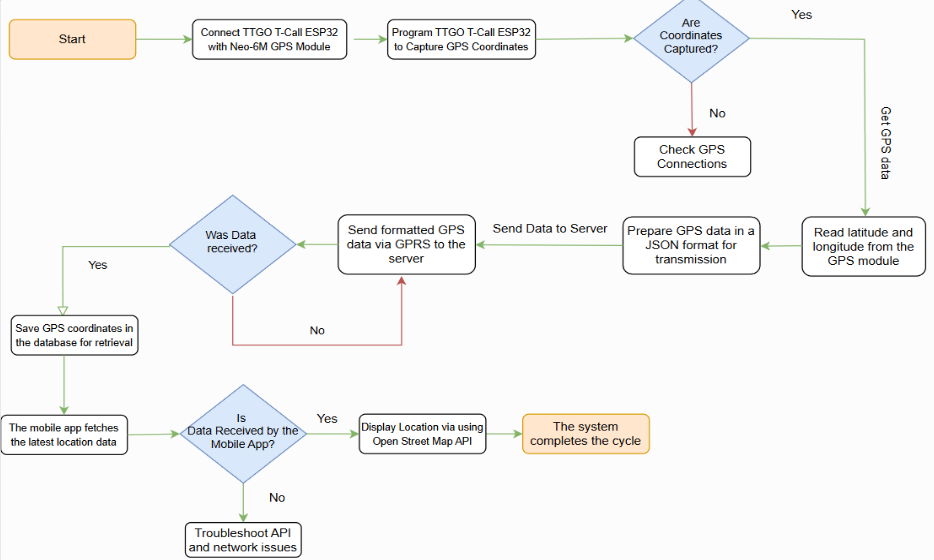 Start
Connect TTGO T-Call ESP32
with Neo-6M GPS Module
Program TTGO T-Call ESP32
to Capture GPS Coordinates
Are
Coordinates
Captured?
Yes
No
Check GPS
Connections
Get GPS data
Read latitude and
longitude from the
GPS module
Prepare GPS data in a
JSON format for
transmission
Send Data to Server
Send formatted GPS
data via GPRS to the
server
Was Data
received?
Yes
No
Save GPS coordinates in
the database for retrieval
The mobile app fetches
the latest location data
Is
Data Received by the
Mobile App?
Yes
Display Location via using
Open Street Map API
The system
completes the cycle
No
Troubleshoot API
and network issues